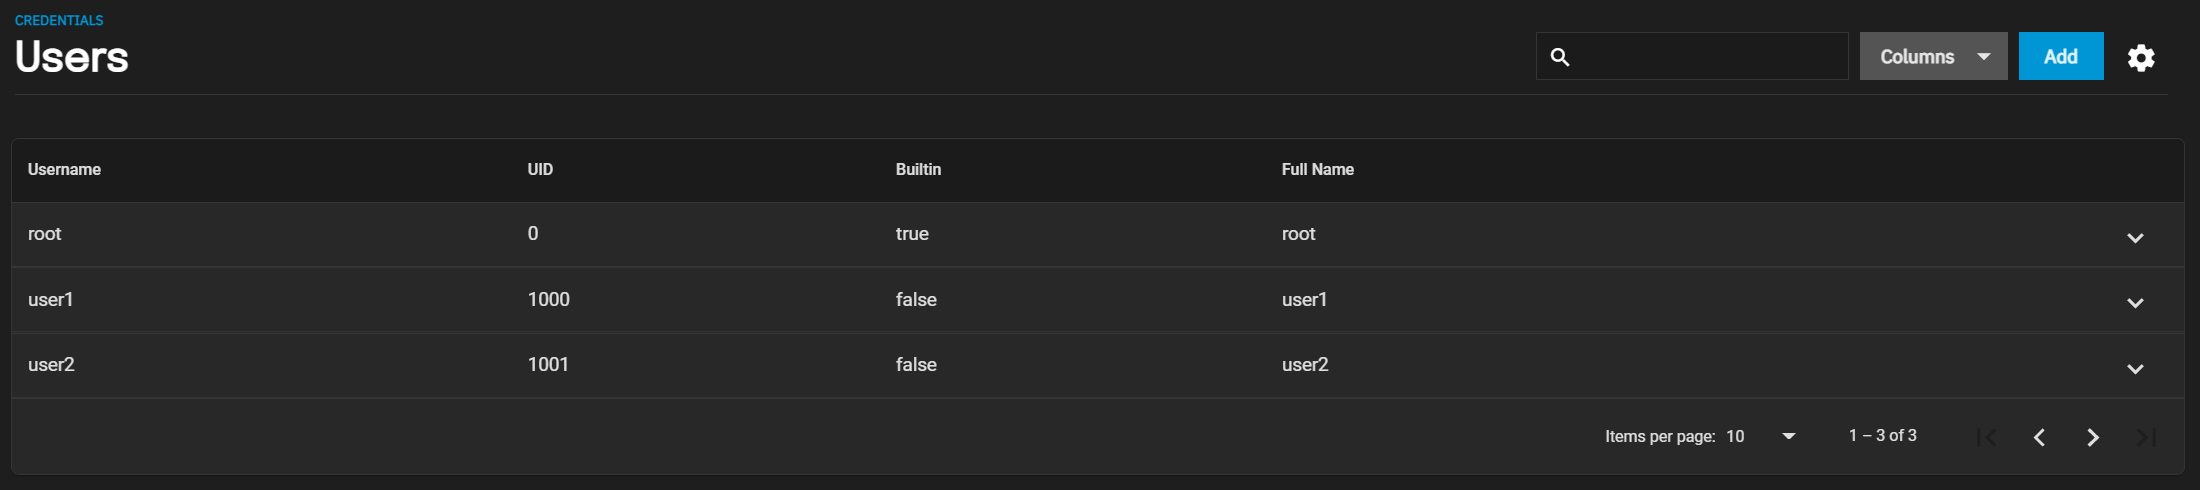 CREDENTIALS
Users
Columns
Add
Username UID Builtin Full Name
root 0 true root
user1 1000 false user1
user2 1001 false user2
Items per page: 10 1 – 3 of 3